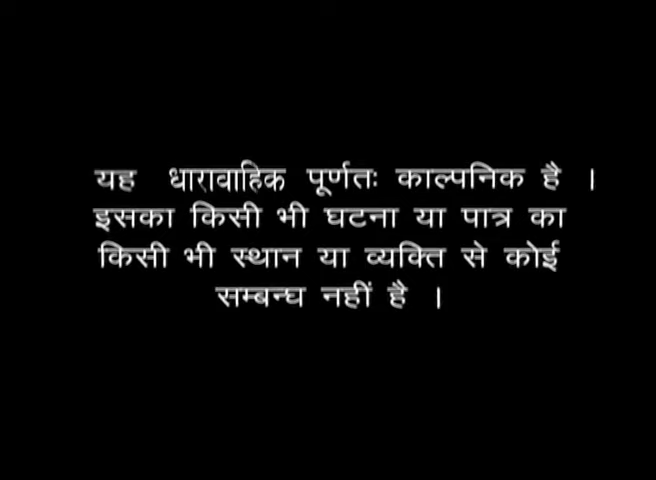 यह धारावाहिक पूर्णतः काल्पनिक है ।
इसका किसी भी घटना या पात्र का
किसी भी स्थान या व्यक्ति से कोई
सम्बन्घ नहीं है ।